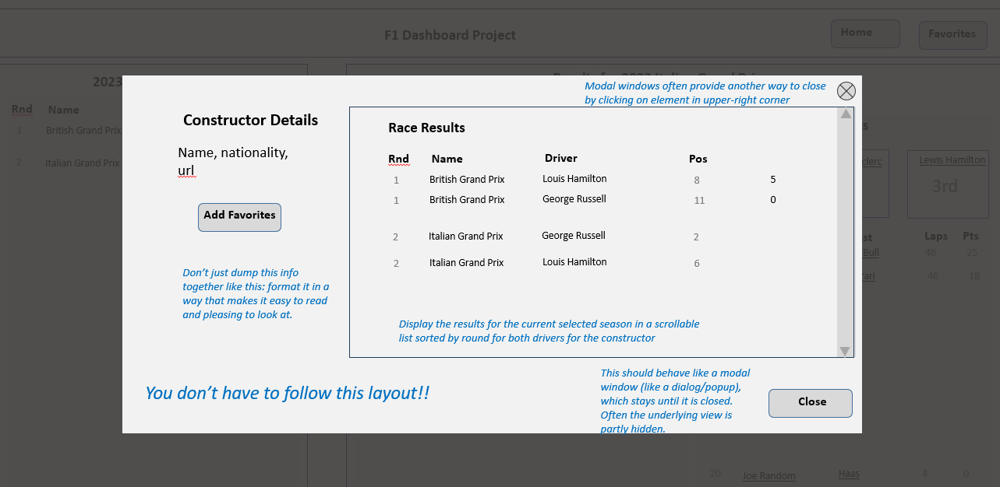 F1 Dashboard Project
Home
Favorites
2023
Rnd Name
1 British Grand Prix
2 Italian Grand Prix
Modal windows often provide another way to close
by clicking on element in upper-right corner
Constructor Details
Name, nationality,
url
Add Favorites
Don’t just dump this info
together like this: format it in a
way that makes it easy to read
and pleasing to look at.
Race Results
Rnd Name Driver Pos
1 British Grand Prix Louis Hamilton 8 5
1 British Grand Prix George Russell 11 0
2 Italian Grand Prix George Russell 2
2 Italian Grand Prix Louis Hamilton 6
Display the results for the current selected season in a scrollable
list sorted by round for both drivers for the constructor
You don’t have to follow this layout!!
This should behave like a modal
window (like a dialog/popup),
which stays until it is closed.
Often the underlying view is
partly hidden.
Close
Lewis Hamilton
3rd
Laps Pts
Bull 46 25
46 18
20 Joe Random Haas 4 0